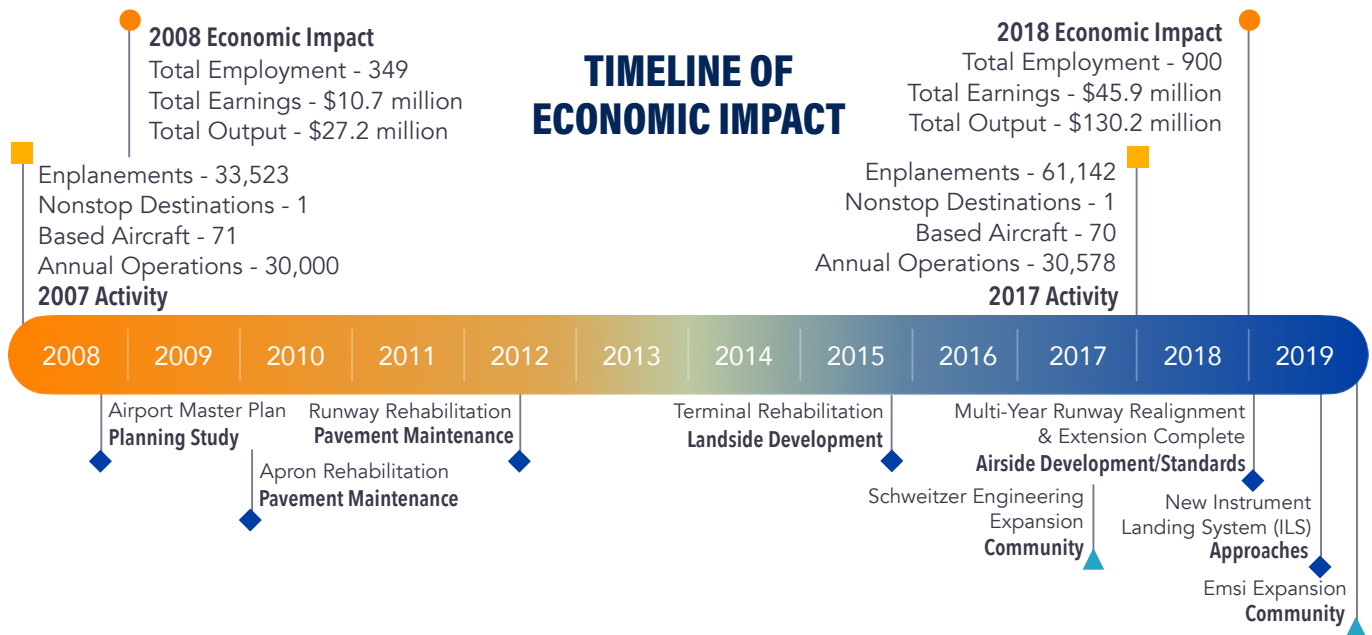 2008 Economic Impact
Total Employment - 349
Total Earnings - $10.7 million
Total Output - $27.2 million
TIMELINE OF
ECONOMIC IMPACT
2018 Economic Impact
Total Employment - 900
Total Earnings - $45.9 million
Total Output - $130.2 million
Enplanements - 33,523
Nonstop Destinations - 1
Based Aircraft - 71
Annual Operations - 30,000
2007 Activity
Enplanements - 61,142
Nonstop Destinations - 1
Based Aircraft - 70
Annual Operations - 30,578
2017 Activity
2008 2009 2010 2011 2012 2013 2014 2015 2016 2017 2018 2019
Airport Master Plan
Planning Study
Apron Rehabilitation
Pavement Maintenance
Runway Rehabilitation
Pavement Maintenance
Terminal Rehabilitation
Landside Development
Multi-Year Runway Realignment
& Extension Complete
Airside Development/Standards
Schweitzer Engineering
Expansion
Community
New Instrument
Landing System (ILS)
Approaches
Emsi Expansion
Community